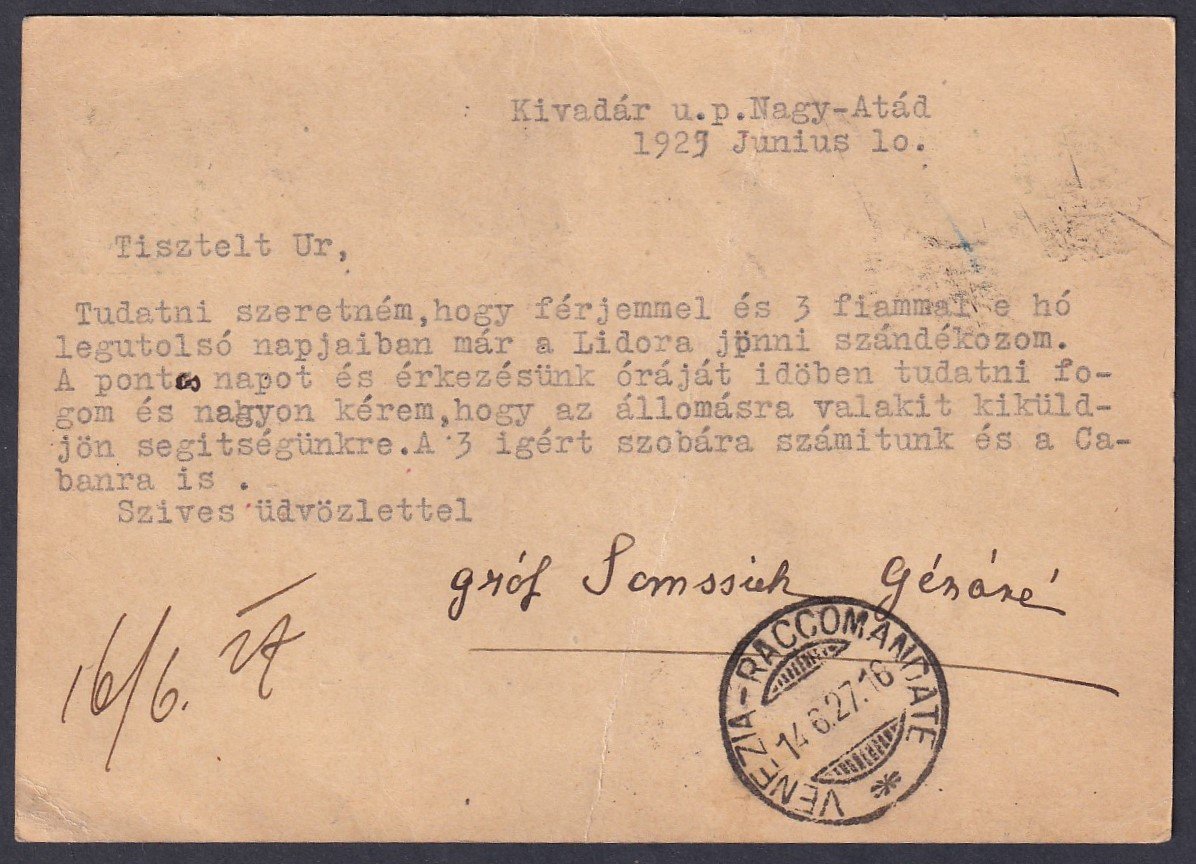 Kivadár u.p.Nagy-Atád
1925 Junius 1o.
Tisztelt Ur,
Tudatni szeretném,hogy férjemmel és 3 fiammal e hó
legutolsó napjaiban már a Lidora jönni szándékozom.
A pontos napot és érkezésünk óráját idöben tudatni fo-
gom és nagyon kérem,hogy az állomásra valakit kiküld-
jön segitségünkre.A 3 igért szobára számitunk és a Ca-
banra is .
Szives üdvözlettel
gróf Somssich Gézáné
16/6.
VENEZIA-RACCOMANDATE
14.6.27.16